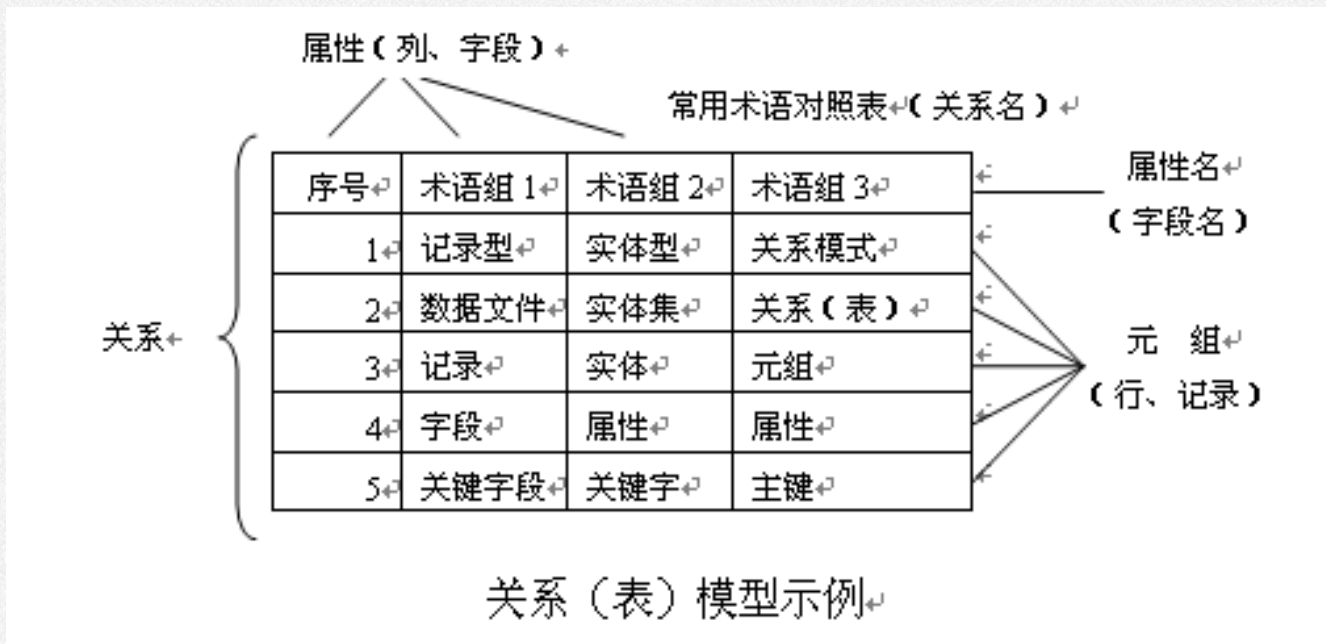 属性（列、字段）
常用术语对照表（关系名）
序号 术语组 1 术语组 2 术语组 3
属性名
（字段名）
1 记录型 实体型 关系模式
2 数据文件 实体集 关系（表）
关系
3 记录 实体 元组
元 组
（行、记录）
4 字段 属性 属性
5 关键字段 关键字 主键
关系（表）模型示例